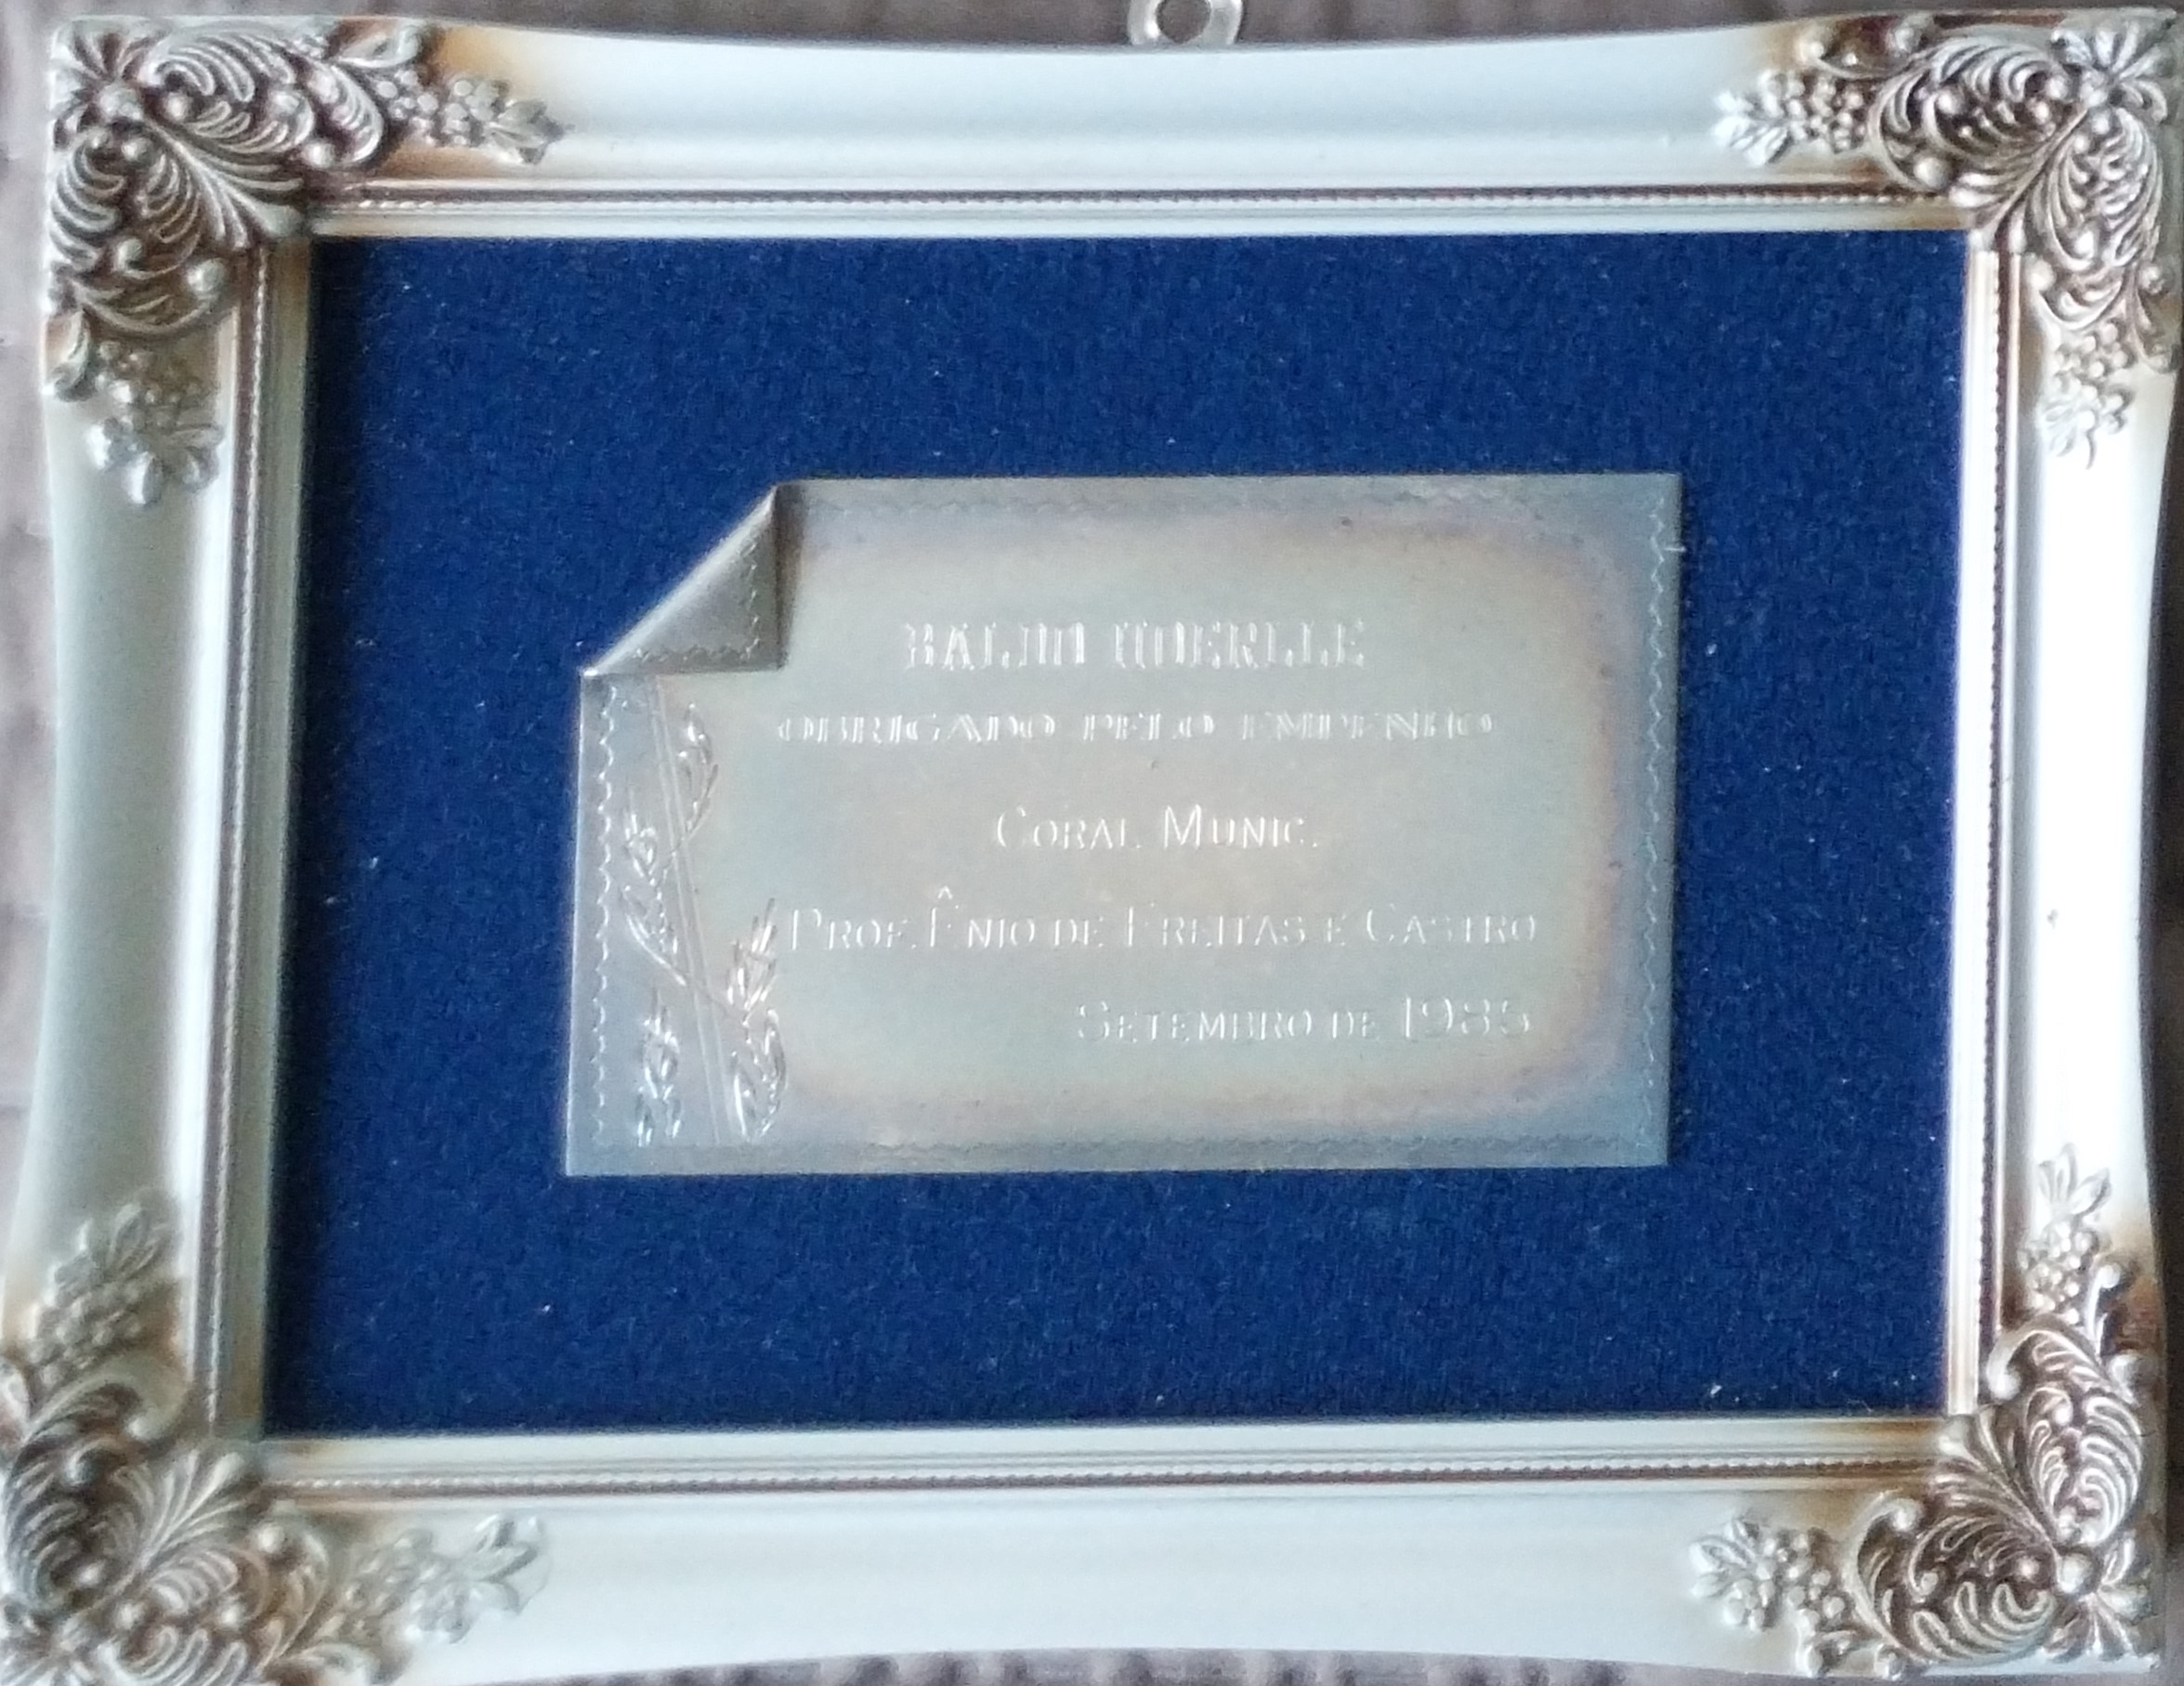 OBRIGADO PELO EMPENHO
CORAL MUNIC.
PROF. ÊNIO DE FREITAS E CASTRO
SETEMBRO DE 1985